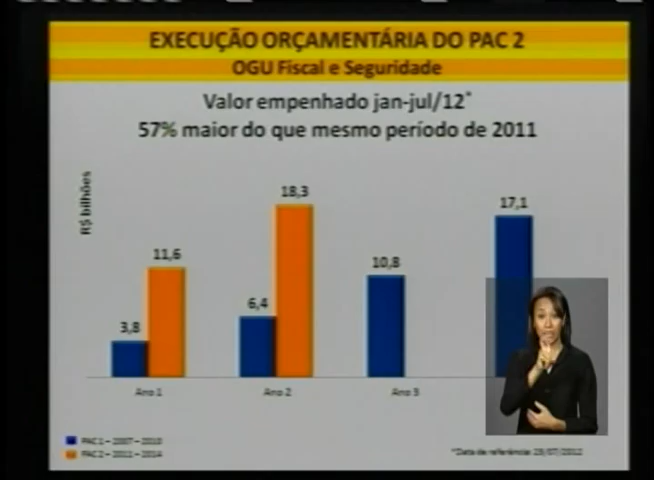 EXECUÇÃO ORÇAMENTÁRIA DO PAC 2
OGU Fiscal e Seguridade
Valor empenhado jan-jul/12*
57% maior do que mesmo período de 2011
R$ bilhões
3,8
11,6
6,4
18,3
10,8
17,1
Ano 1
Ano 2
Ano 3
PAC 1 – 2007 – 2010
PAC 2 – 2011 – 2014
*Data de referência: /07/2012